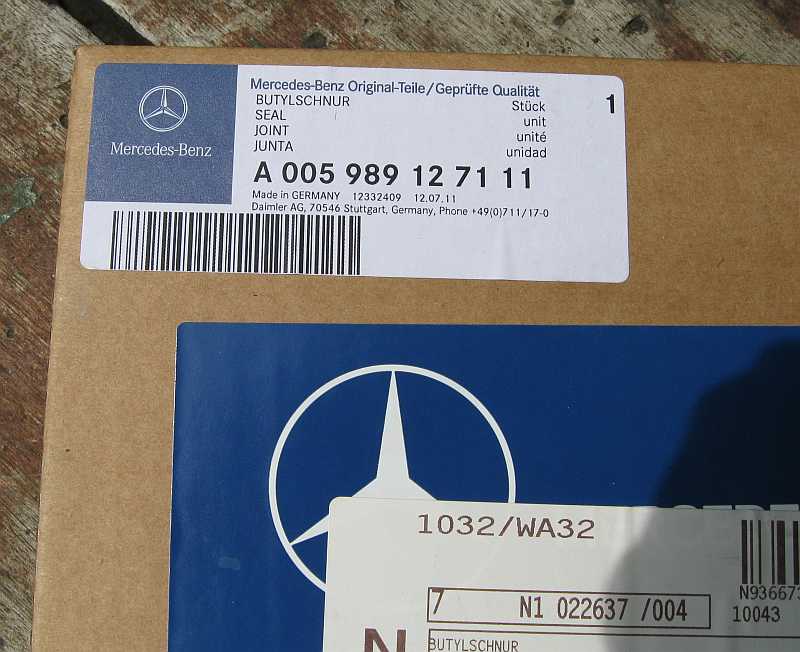 Mercedes-Benz
Mercedes-Benz Original-Teile/Geprüfte Qualität
BUTYLSCHNUR Stück 1
SEAL unit
JOINT unité
JUNTA unidad
A 005 989 12 71 11
Made in GERMANY 12332409 12.07.11
Daimler AG, 70546 Stuttgart, Germany, Phone +49(0)711/17-0
1032/WA32
N93667
7 N1 022637 /004 10043
N BUTYLSCHNUR